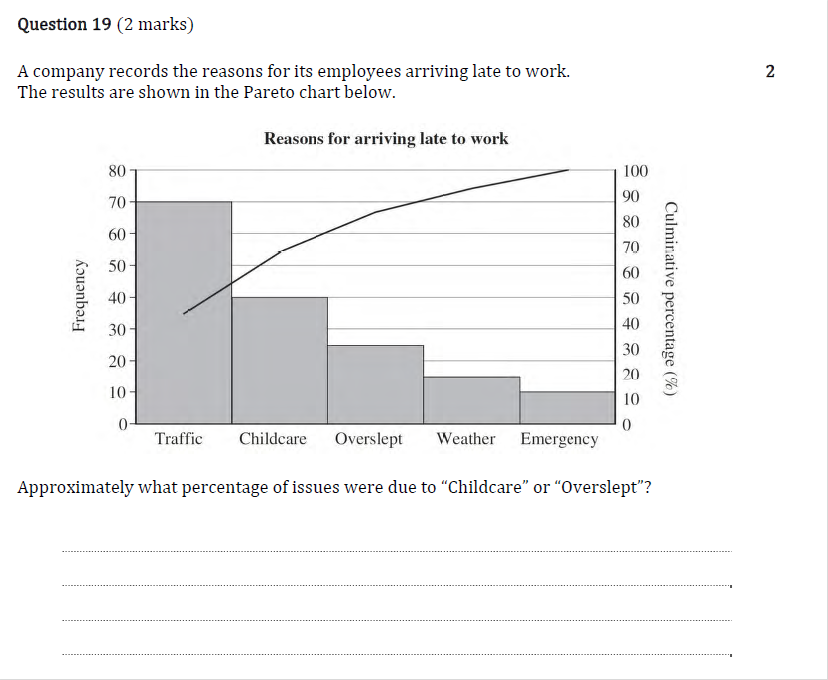 Question 19 (2 marks)
A company records the reasons for its employees arriving late to work.
2
The results are shown in the Pareto chart below.
Reasons for arriving late to work
80
70
60
50
40
30
20
10
0
Frequency
100
90
80
70
60
50
40
30
20
10
0
Culminative percentage (%)
Traffic Childcare Overslept Weather Emergency
Approximately what percentage of issues were due to “Childcare” or “Overslept”?